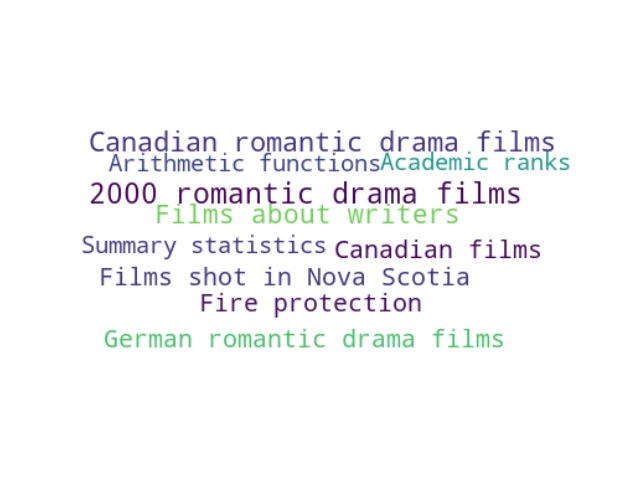 Canadian romantic drama films
Arithmetic functions Academic ranks
2000 romantic drama films
Films about writers
Summary statistics Canadian films
Films shot in Nova Scotia
Fire protection
German romantic drama films